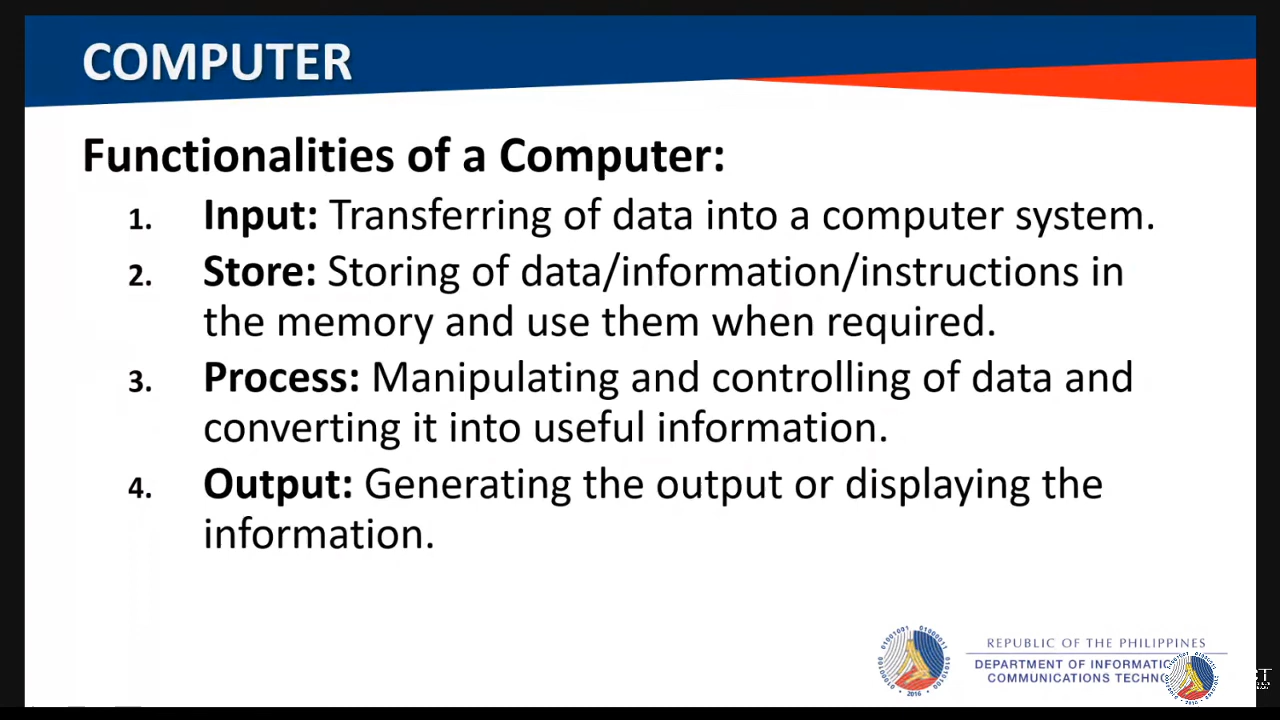 COMPUTER
Functionalities of a Computer:
1. Input: Transferring of data into a computer system.
2. Store: Storing of data/information/instructions in
the memory and use them when required.
3. Process: Manipulating and controlling of data and
converting it into useful information.
4. Output: Generating the output or displaying the
information.
REPUBLIC OF THE PHILIPPINES
DEPARTMENT OF INFORMATIC
COMMUNICATIONS TECHNO
2016